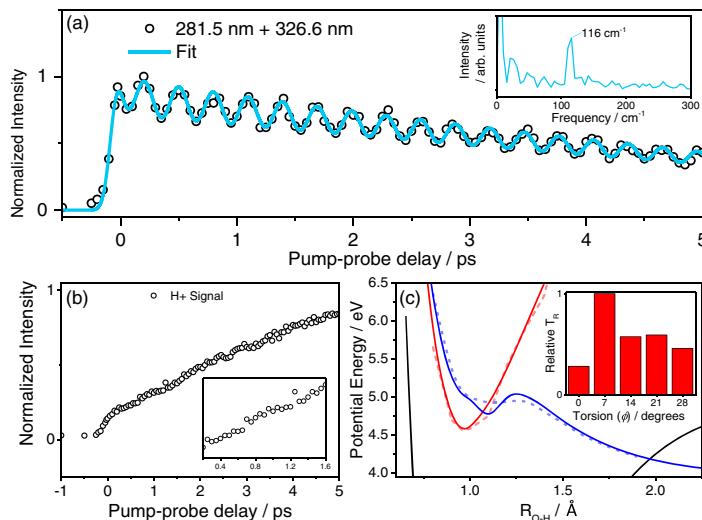 (a)
281.5 nm + 326.6 nm
Fit
Normalized Intensity
1
0
0
1
2
3
4
5
Pump-probe delay / ps
Intensity
/ arb. units
116 cm⁻¹
0
100
200
300
Frequency / cm⁻¹
(b)
H+ Signal
Normalized Intensity
1
0
0.4
0.8
1.2
1.6
-1
0
1
2
3
4
5
Pump-probe delay / ps
(c)
Potential Energy / eV
6.5
6.0
5.5
5.0
4.5
4.0
1.0
1.5
2.0
R_O-H / Å
Relative T_R
1
0
0
7
14
21
28
Torsion (ϕ) / degrees